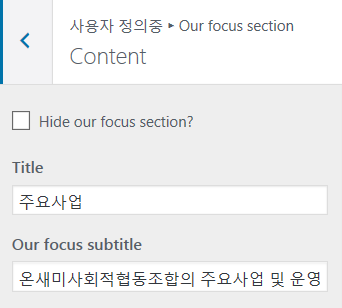 사용자 정의중 ▸ Our focus section
Content
Hide our focus section?
Title
주요사업
Our focus subtitle
온새미사회적협동조합의 주요사업 및 운영